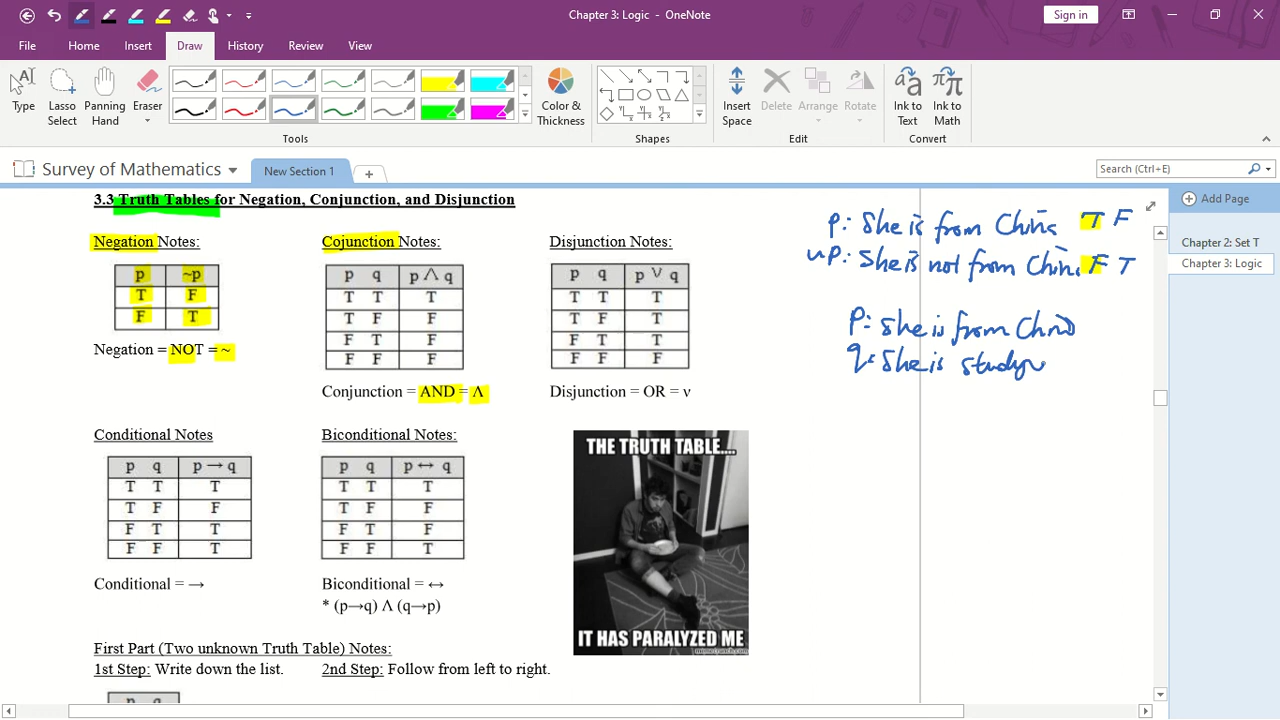 Chapter 3: Logic - OneNote
Sign in
File Home Insert Draw History Review View
Type
Lasso Select
Panning Hand
Eraser
Color & Thickness
Insert Space
Delete
Arrange
Rotate
Ink to Text
Ink to Math
Tools
Shapes
Edit
Convert
Survey of Mathematics
New Section 1
+
Search (Ctrl+E)
Add Page
Chapter 2: Set T
Chapter 3: Logic
3.3 Truth Tables for Negation, Conjunction, and Disjunction
Negation Notes:
p ~p
T F
F T
Negation = NOT = ~
Cojunction Notes:
p q p Λ q
T T T
T F F
F T F
F F F
Conjunction = AND = Λ
Disjunction Notes:
p q p V q
T T T
T F T
F T T
F F F
Disjunction = OR = v
p: She is from China T F
~p: She is not from China F T
p: She is from China
q: She is
Conditional Notes
p q p → q
T T T
T F F
F T T
F F T
Conditional = →
Biconditional Notes:
p q p ↔ q
T T T
T F F
F T F
F F T
Biconditional = ↔
* (p→q) Λ (q→p)
THE TRUTH TABLE....
IT HAS PARALYZED ME
First Part (Two unknown Truth Table) Notes:
1st Step: Write down the list. 2nd Step: Follow from left to right.
p q